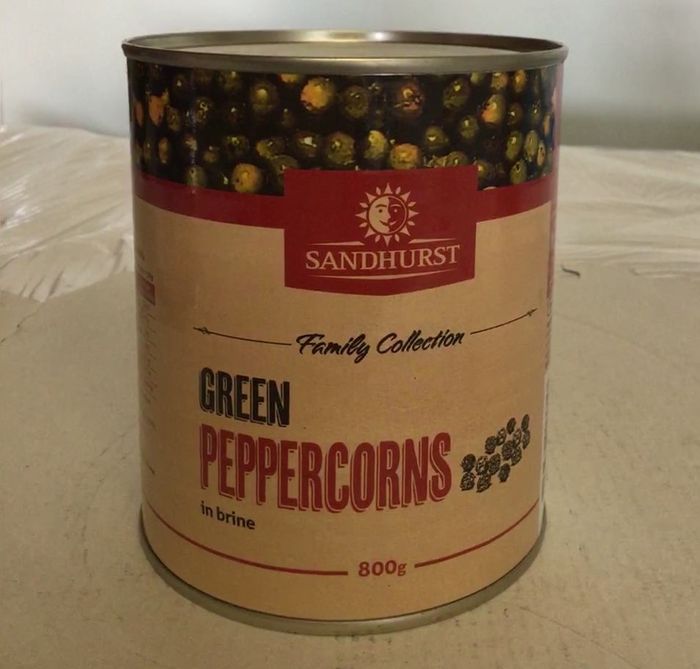 SANDHURST
Family Collection
GREEN
PEPPERCORNS
in brine
800g